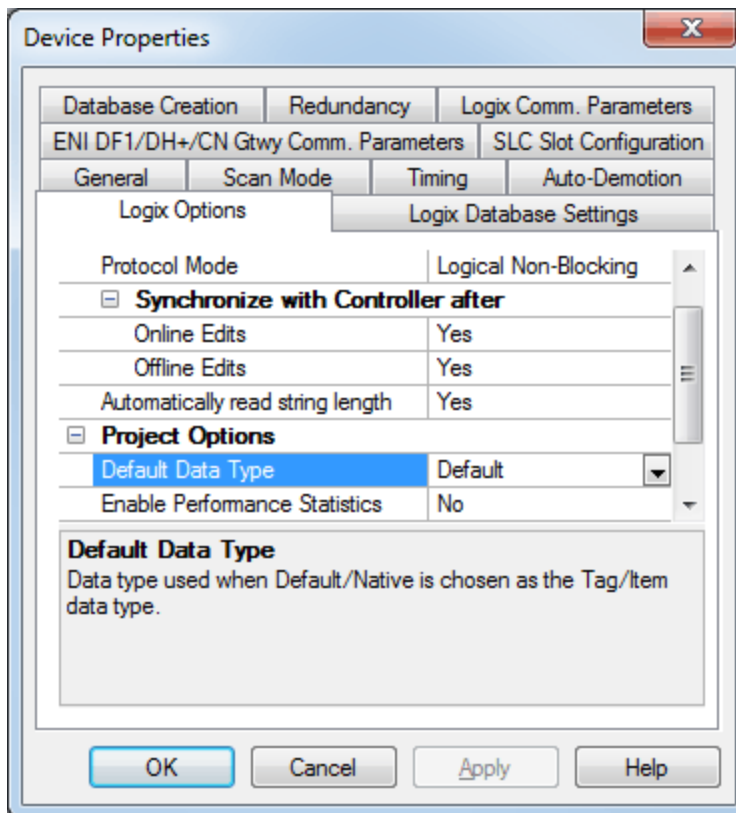 Device Properties
Database Creation Redundancy Logix Comm. Parameters
ENI DF1/DH+/CN Gtwy Comm. Parameters SLC Slot Configuration
General Scan Mode Timing Auto-Demotion
Logix Options Logix Database Settings
Protocol Mode Logical Non-Blocking
Synchronize with Controller after
Online Edits Yes
Offline Edits Yes
Automatically read string length Yes
Project Options
Default Data Type Default
Enable Performance Statistics No
Default Data Type
Data type used when Default/Native is chosen as the Tag/Item
data type.
OK Cancel Apply Help